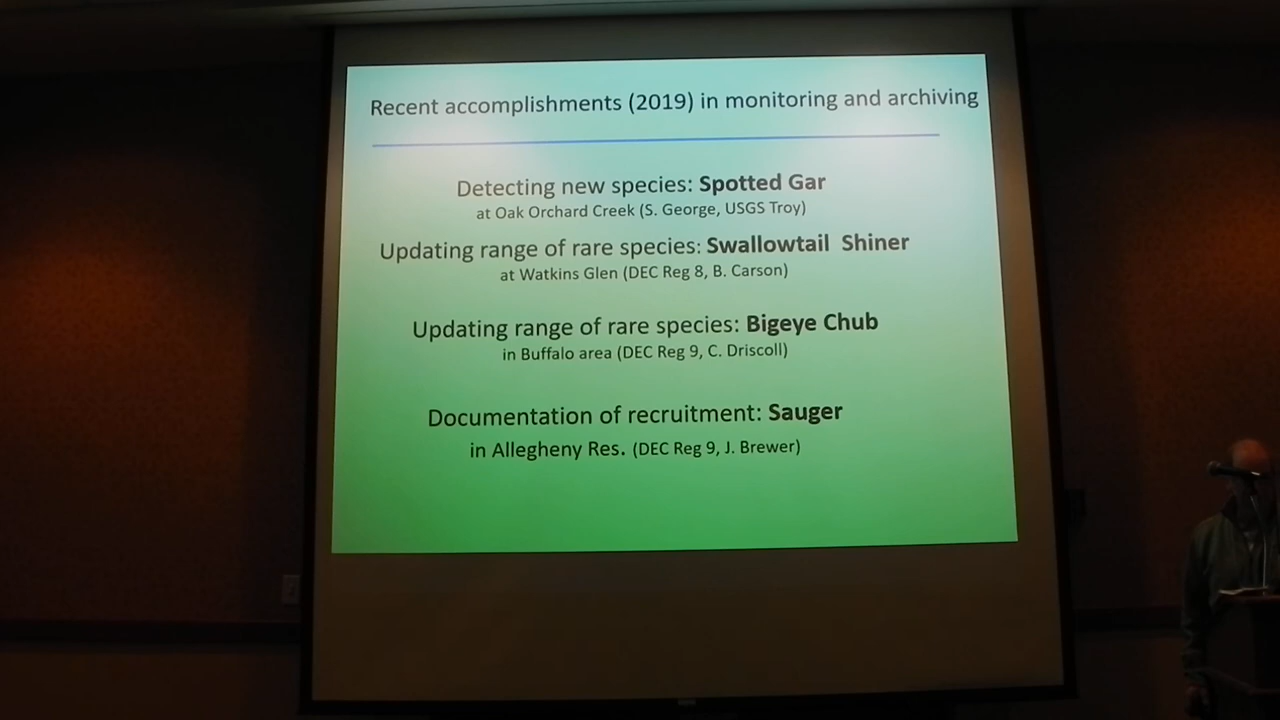 Recent accomplishments (2019) in monitoring and archiving
Detecting new species: Spotted Gar
at Oak Orchard Creek (S. George, USGS Troy)
Updating range of rare species: Swallowtail Shiner
at Watkins Glen (DEC Reg 8, B. Carson)
Updating range of rare species: Bigeye Chub
in Buffalo area (DEC Reg 9, C. Driscoll)
Documentation of recruitment: Sauger
in Allegheny Res. (DEC Reg 9, J. Brewer)